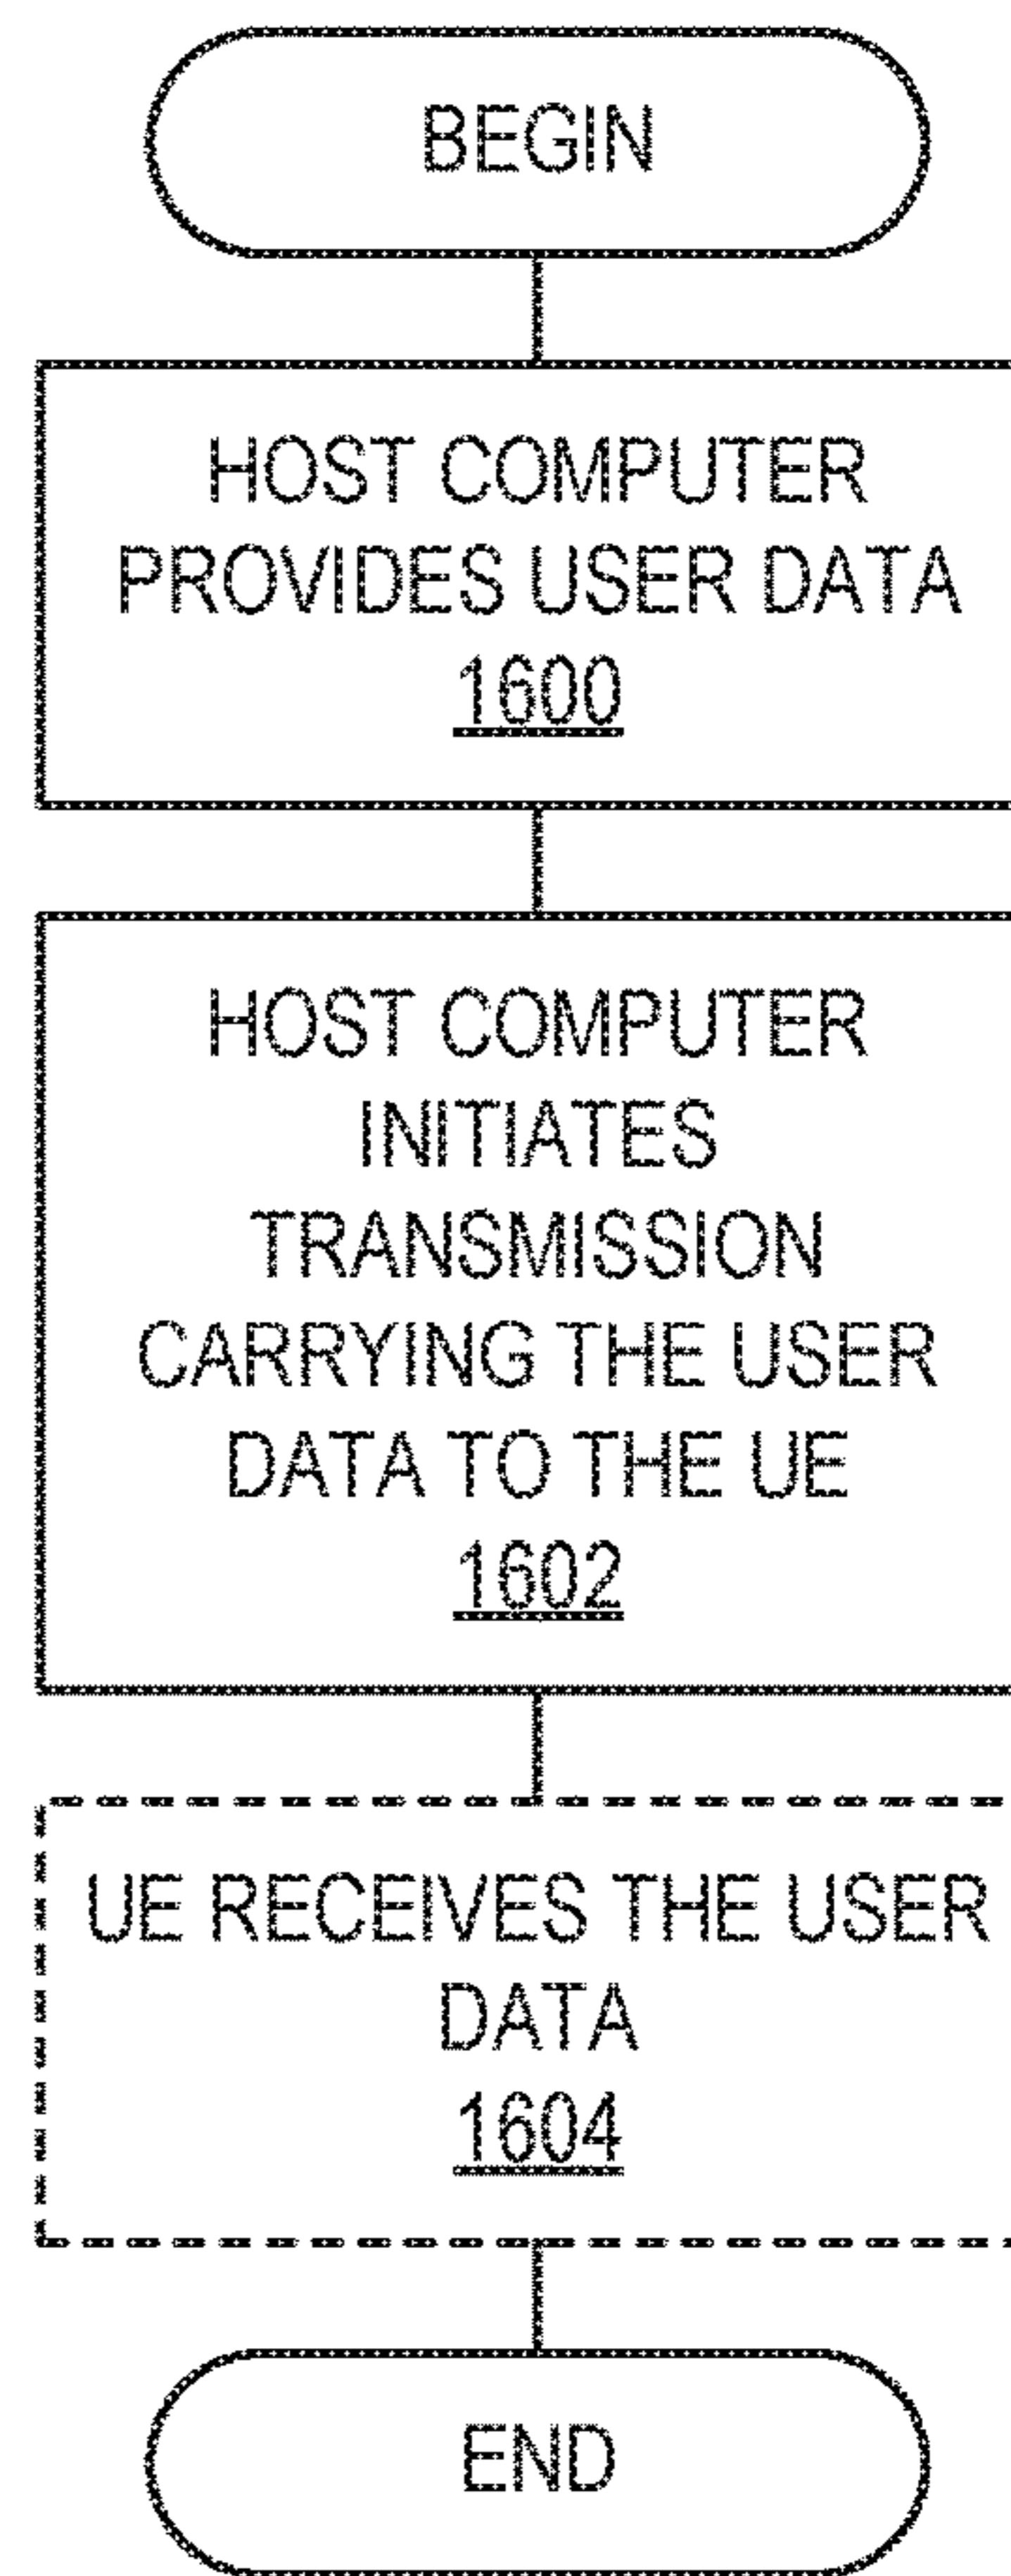 BEGIN
HOST COMPUTER
PROVIDES USER DATA
1600
HOST COMPUTER
INITIATES
TRANSMISSION
CARRYING THE USER
DATA TO THE UE
1602
UE RECEIVES THE USER
DATA
1604
END